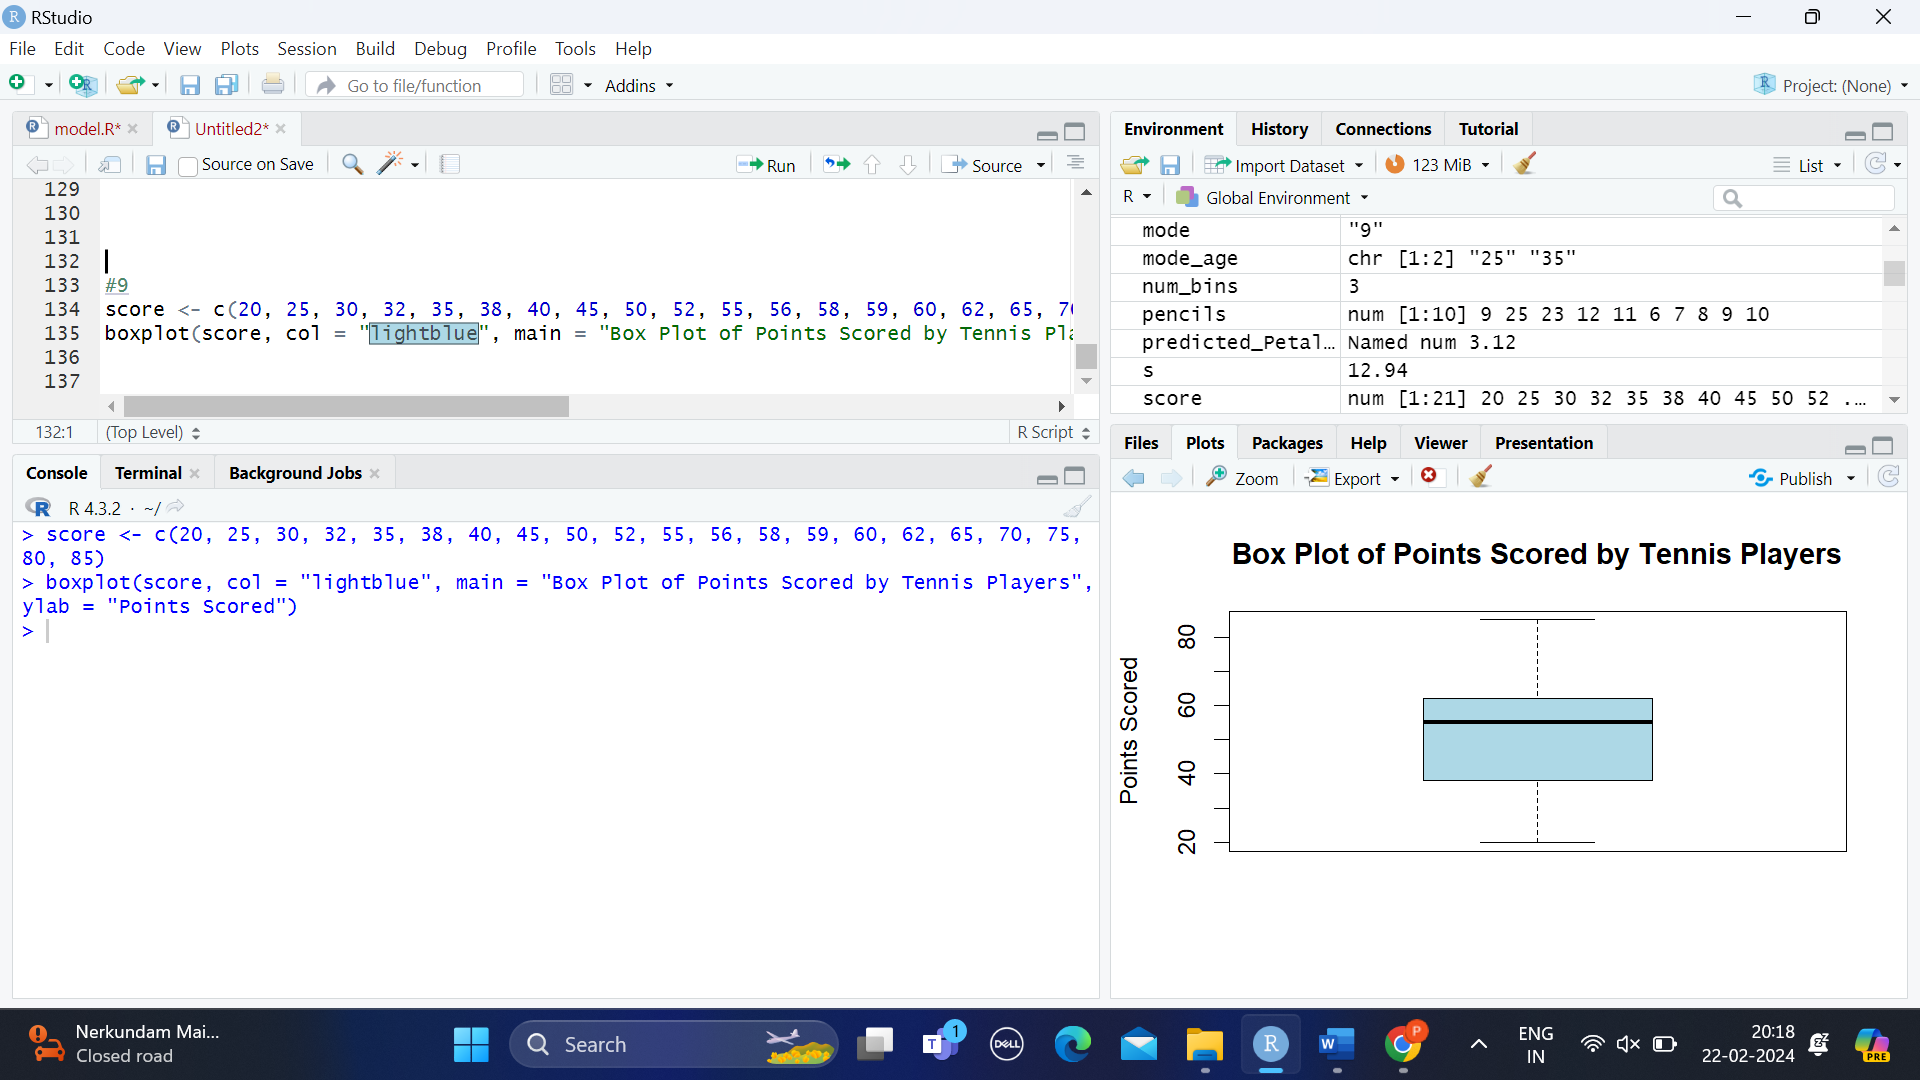 RStudio
File Edit Code View Plots Session Build Debug Profile Tools Help
Go to file/function Addins Project: (None)
model.R* Untitled2*
Source on Save Run Source
129
130
131
132
133 #9
134 score <- c(20, 25, 30, 32, 35, 38, 40, 45, 50, 52, 55, 56, 58, 59, 60, 62, 65, 7
135 boxplot(score, col = "lightblue", main = "Box Plot of Points Scored by Tennis Pla
136
137
132:1 (Top Level) R Script
Console Terminal Background Jobs
R 4.3.2 · ~/
> score <- c(20, 25, 30, 32, 35, 38, 40, 45, 50, 52, 55, 56, 58, 59, 60, 62, 65, 70, 75,
80, 85)
> boxplot(score, col = "lightblue", main = "Box Plot of Points Scored by Tennis Players",
ylab = "Points Scored")
>
Environment History Connections Tutorial
Import Dataset 123 MiB List
R Global Environment
mode "9"
mode_age chr [1:2] "25" "35"
num_bins 3
pencils num [1:10] 9 25 23 12 11 6 7 8 9 10
predicted_Petal… Named num 3.12
s 12.94
score num [1:21] 20 25 30 32 35 38 40 45 50 52 ...
Files Plots Packages Help Viewer Presentation
Zoom Export Publish
Box Plot of Points Scored by Tennis Players
Points Scored
80
60
40
20
Nerkundam Mai...
Closed road
Search
T 1
DELL
R
W
P
ENG
IN
20:18
22-02-2024
PRE